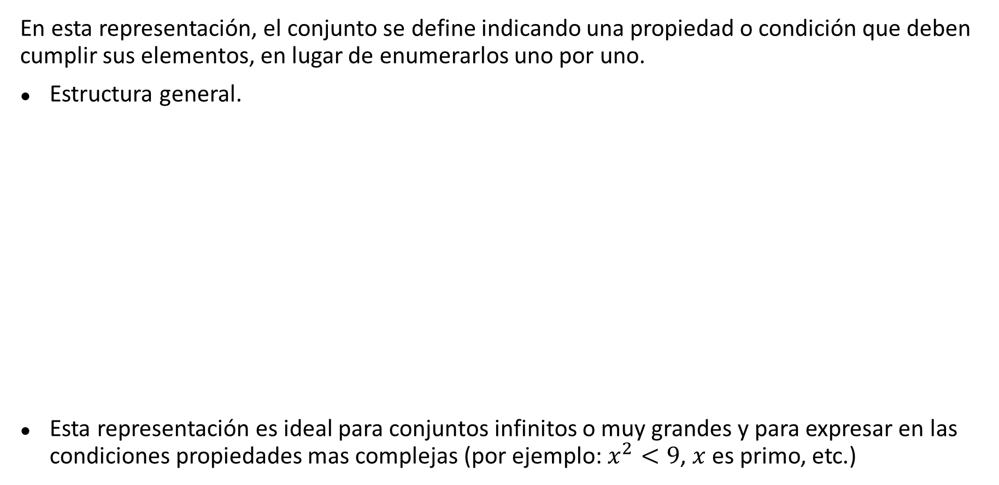 En esta representación, el conjunto se define indicando una propiedad o condición que deben
cumplir sus elementos, en lugar de enumerarlos uno por uno.
• Estructura general.
• Esta representación es ideal para conjuntos infinitos o muy grandes y para expresar en las
condiciones propiedades mas complejas (por ejemplo: x² < 9, x es primo, etc.)